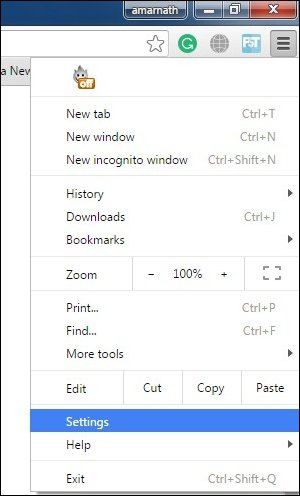 amarnath
F&T
a New
Off
New tab Ctrl+T
New window Ctrl+N
New incognito window Ctrl+Shift+N
History
Downloads Ctrl+J
Bookmarks
Zoom − 100% +
Print... Ctrl+P
Find... Ctrl+F
More tools
Edit Cut Copy Paste
Settings
Help
Exit Ctrl+Shift+Q